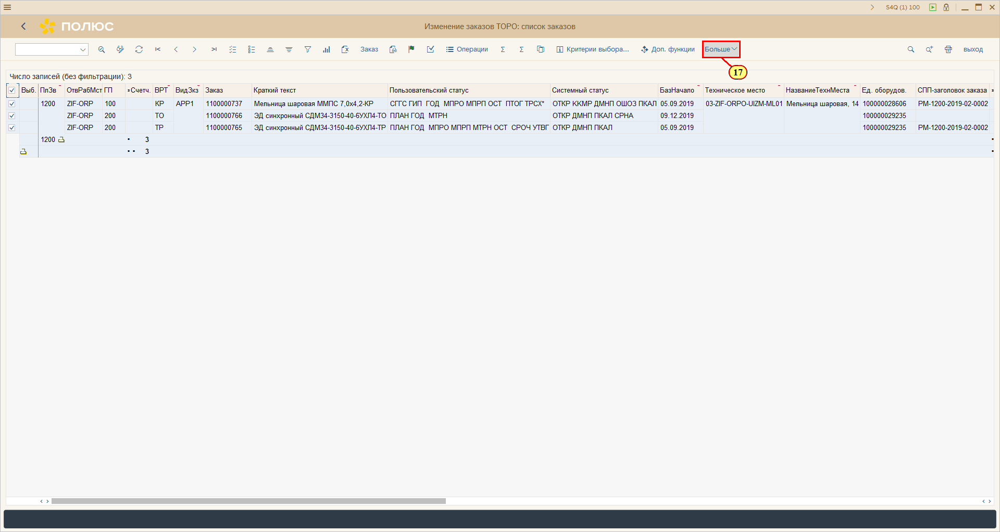 S4Q (1) 100
ПОЛЮС
Изменение заказов ТОРО: список заказов
Заказ Операции Σ Σ Критерии выбора... Доп. функции Больше выход
17
Число записей (без фильтрации): 3
Выб. ПлЗв ОтвРабМст ГП Счетч. ВРТ ВидЗкз Заказ Краткий текст Пользовательский статус Системный статус БазНачало Техническое место НазваниеТехнМеста Ед. оборудов. СПП-заголовок заказа
1200 ZIF-ORP 100 КР АРР1 1100000737 Мельница шаровая ММПС 7,0х4,2-КР СГГС ГИП ГОД МПРО МПРП ОСТ ПТОГ ТРСХ* ОТКР ККМР ДМНП ОШОЗ ПКАЛ 05.09.2019 03-ZIF-ORPO-UIZM-ML01 Мельница шаровая, 14 100000028606 PM-1200-2019-02-0002
ZIF-ORP 200 ТО 1100000766 ЭД синхронный СДМ34-3150-40-6УХЛ4-ТО ПЛАН ГОД МТРН ОТКР ДМНП ПКАЛ СРНА 09.12.2019 100000029235
ZIF-ORP 200 ТР 1100000765 ЭД синхронный СДМ34-3150-40-6УХЛ4-ТР ПЛАН ГОД МПРО МПРП МТРН ОСТ СРОЧ УТВГ ОТКР ДМНП ПКАЛ 05.09.2019 100000029235 PM-1200-2019-02-0002
1200 3
3